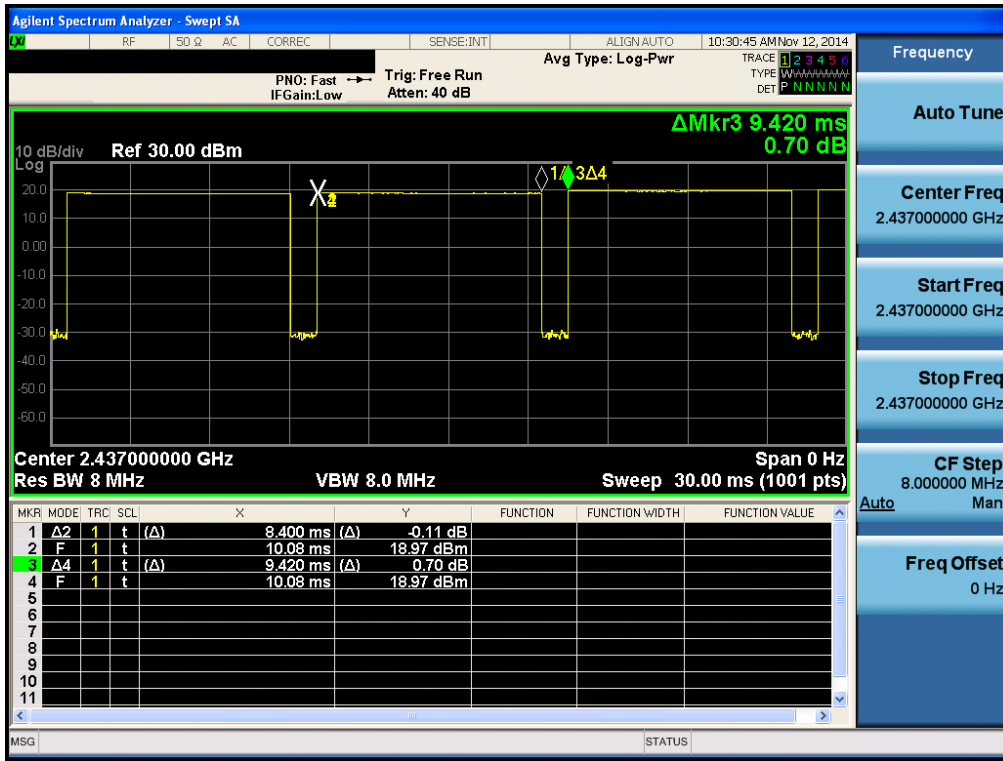 Agilent Spectrum Analyzer - Swept SA
LXI RF 50 Ω AC CORREC SENSE:INT ALIGN AUTO 10:30:45 AM Nov 12, 2014
Frequency
Avg Type: Log-Pwr
TRACE 1 2 3 4 5 6
PNO: Fast Trig: Free Run
TYPE WWWWWW
IFGain:Low Atten: 40 dB
DET P N N N N N
Auto Tune
ΔMkr3 9.420 ms
0.70 dB
10 dB/div Ref 30.00 dBm
Log
1Δ 3Δ4
20.0
10.0
0.00
-10.0
-20.0
-30.0
-40.0
-50.0
-60.0
Center Freq
2.437000000 GHz
Start Freq
2.437000000 GHz
Stop Freq
2.437000000 GHz
Center 2.437000000 GHz Span 0 Hz
Res BW 8 MHz VBW 8.0 MHz Sweep 30.00 ms (1001 pts)
CF Step
8.000000 MHz
Auto Man
Freq Offset
0 Hz
MKR MODE TRC SCL X Y FUNCTION FUNCTION WIDTH FUNCTION VALUE
1 Δ2 1 t (Δ) 8.400 ms (Δ) -0.11 dB
2 F 1 t 10.08 ms 18.97 dBm
3 Δ4 1 t (Δ) 9.420 ms (Δ) 0.70 dB
4 F 1 t 10.08 ms 18.97 dBm
5
6
7
8
9
10
11
MSG STATUS